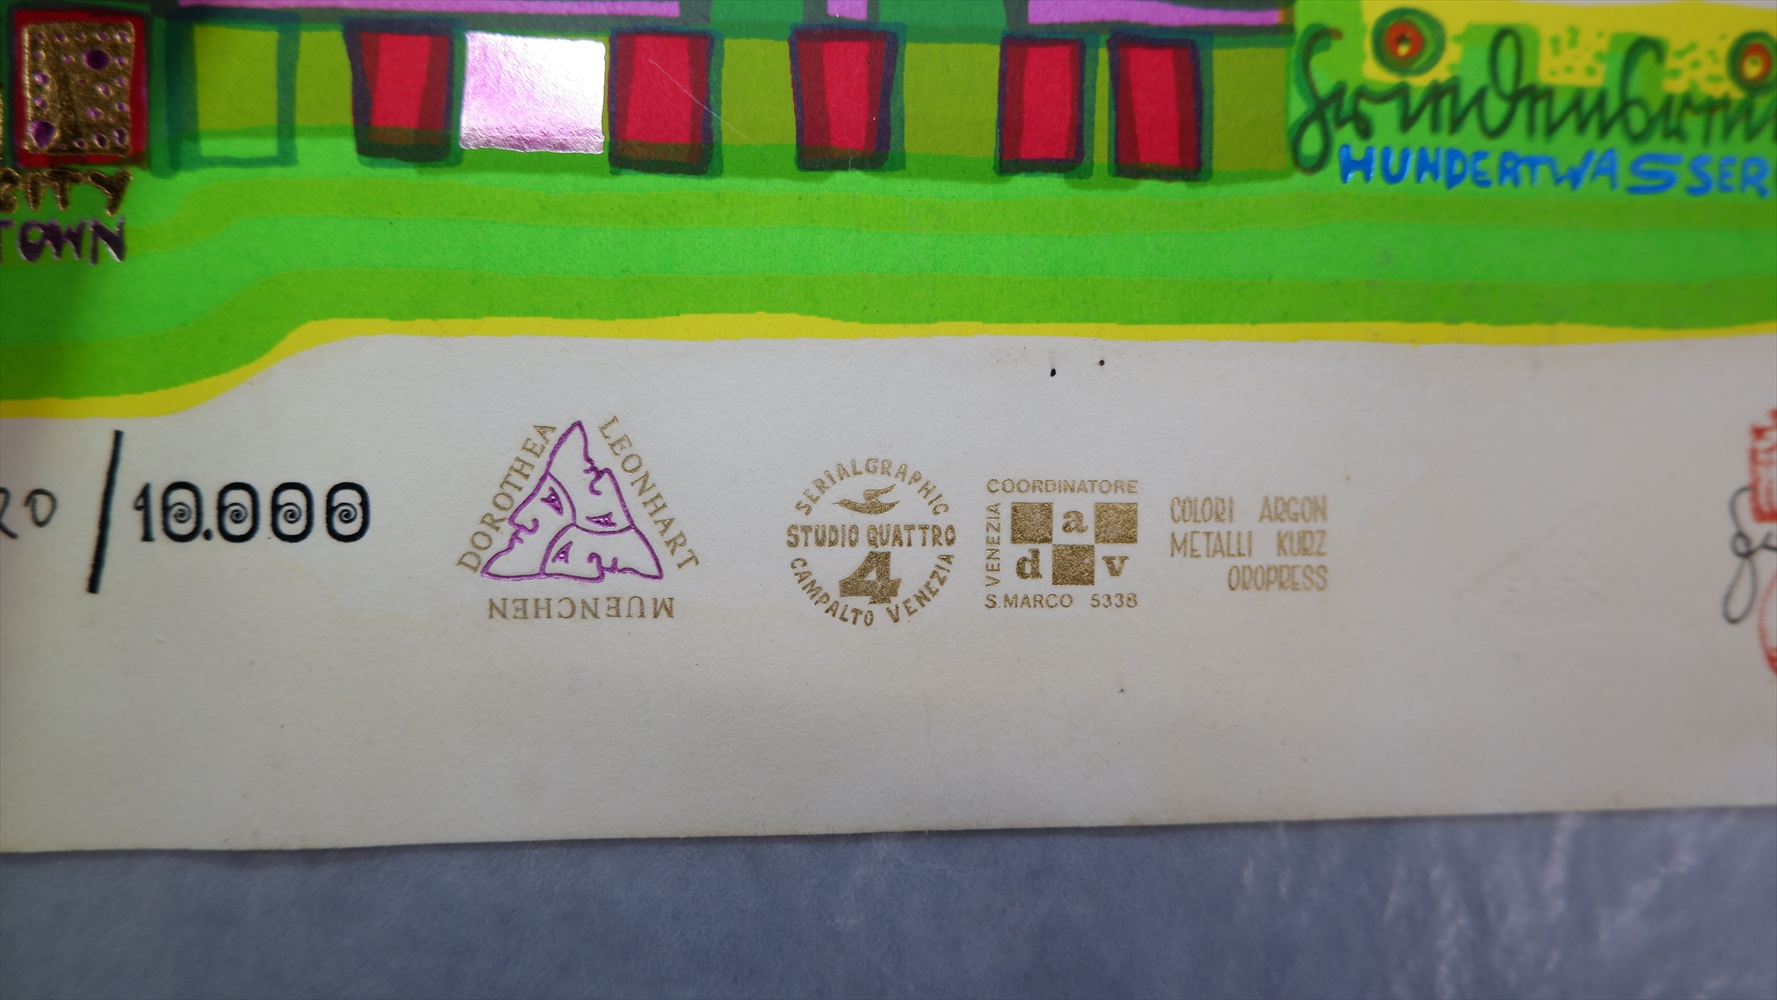 CITY
TOWN
HUNDERTWASSER
20 /10.000
DOROTHEA LEONHART
MUENCHEN
SERIALGRAPHIC
STUDIO QUATTRO
4
CAMPALTO VENEZIA
COORDINATORE
VENEZIA
a
d v
S.MARCO 5338
COLORI ARGON
METALLI KURZ
OROPRESS